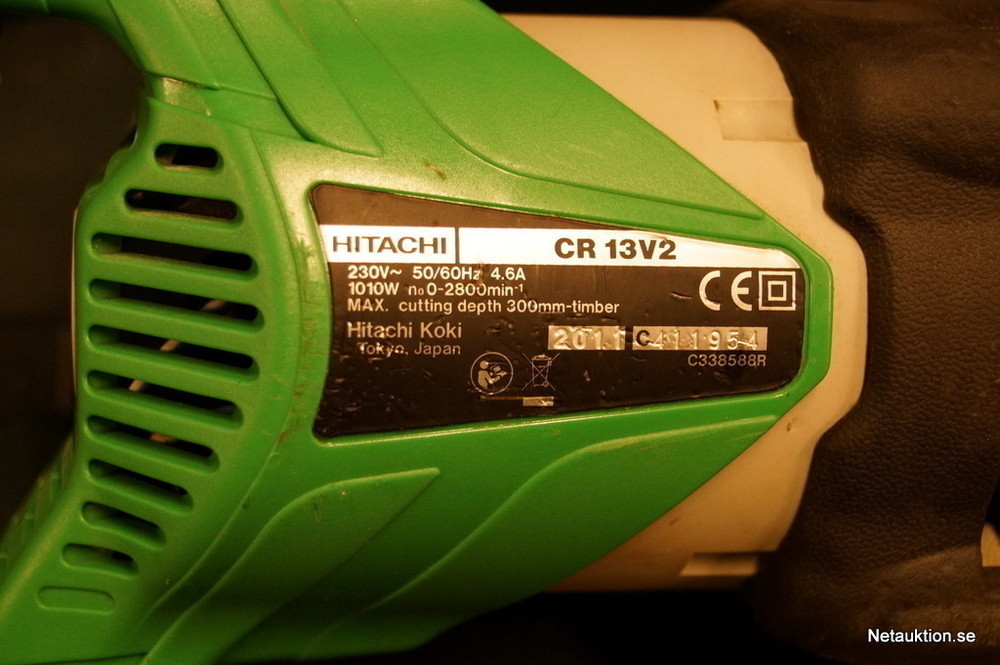 HITACHI CR 13V2
230V~ 50/60Hz 4.6A
1010W n₀0-2800min⁻¹
MAX. cutting depth 300mm-timber
Hitachi Koki
Tokyo, Japan
2011 C411954
C338588R
CE
Netauktion.se